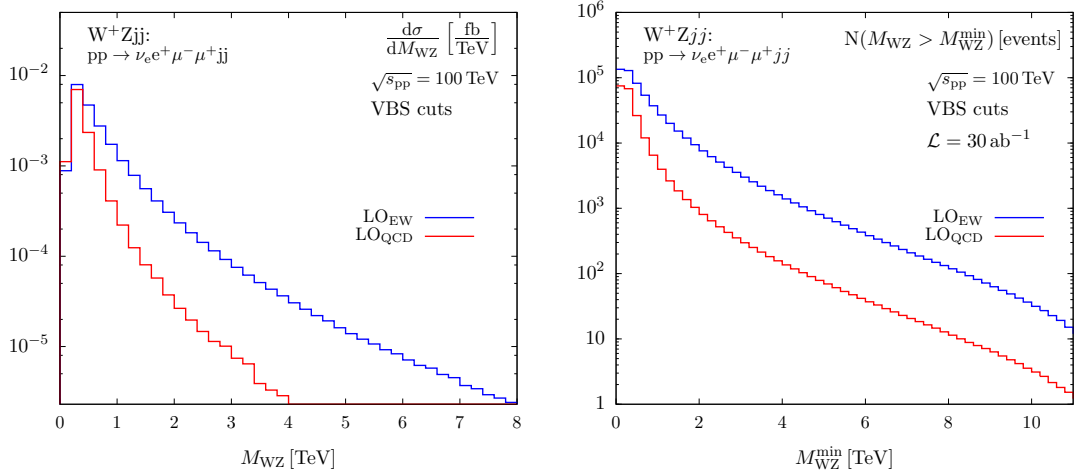 W⁺Zjj:
pp → νₑe⁺μ⁻μ⁺jj
dσ/dM_WZ [fb/TeV]
√s_pp = 100 TeV
VBS cuts
LO_EW
LO_QCD
10⁻²
10⁻³
10⁻⁴
10⁻⁵
0 1 2 3 4 5 6 7 8
M_WZ [TeV]
W⁺Zjj:
pp → νₑe⁺μ⁻μ⁺jj
N(M_WZ > M_WZ^min) [events]
√s_pp = 100 TeV
VBS cuts
ℒ = 30 ab⁻¹
LO_EW
LO_QCD
10⁶
10⁵
10⁴
10³
10²
10
1
0 2 4 6 8 10
M_WZ^min [TeV]